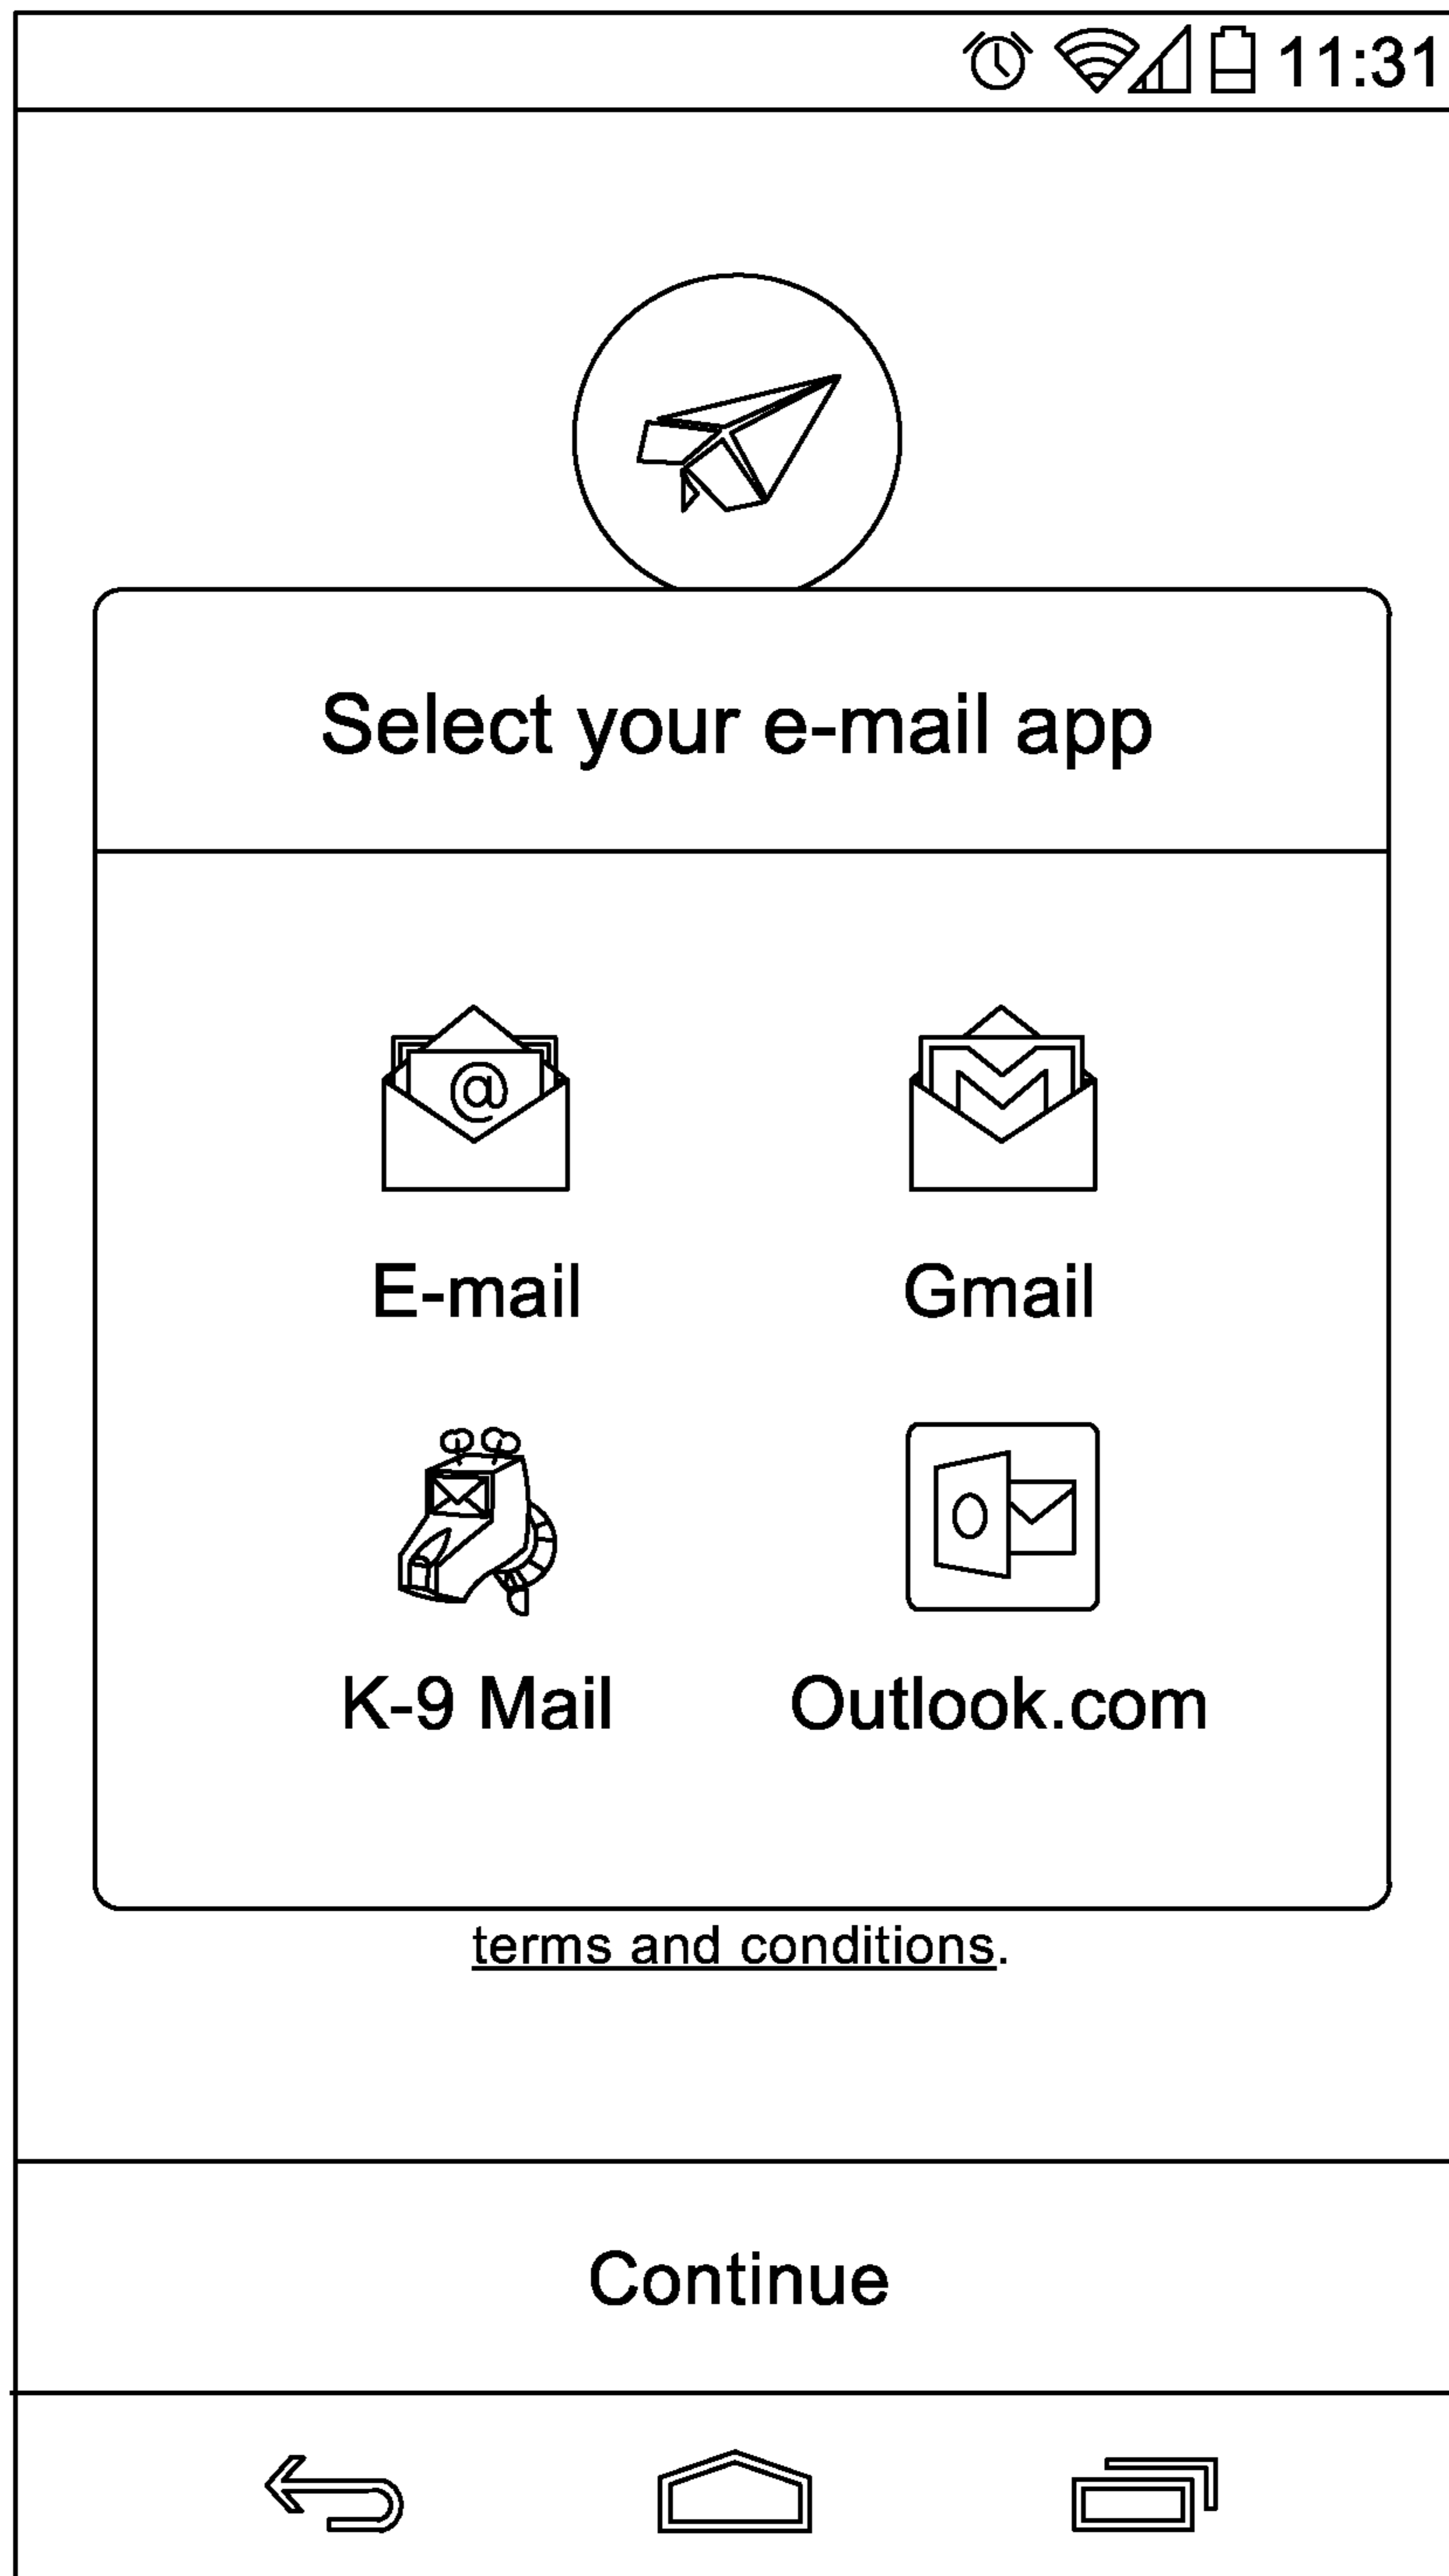 11:31
Select your e-mail app
@
E-mail Gmail
K-9 Mail Outlook.com
terms and conditions.
Continue